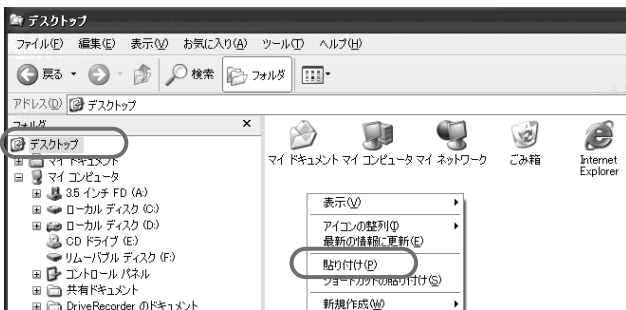 デスクトップ
ファイル(F) 編集(E) 表示(V) お気に入り(A) ツール(T) ヘルプ(H)
戻る 検索 フォルダ
アドレス(D) デスクトップ
フォルダ ×
デスクトップ
マイ ドキュメント
マイ コンピュータ
3.5 インチ FD (A:)
ローカル ディスク (C:)
ローカル ディスク (D:)
CD ドライブ (E:)
リムーバブル ディスク (F:)
コントロール パネル
共有ドキュメント
DriveRecorder のドキュメント
マイ ドキュメント マイ コンピュータ マイ ネットワーク ごみ箱 Internet
Explorer
表示(V)
アイコンの整列(I)
最新の情報に更新(E)
貼り付け(P)
ショートカットの貼り付け(S)
新規作成(W)